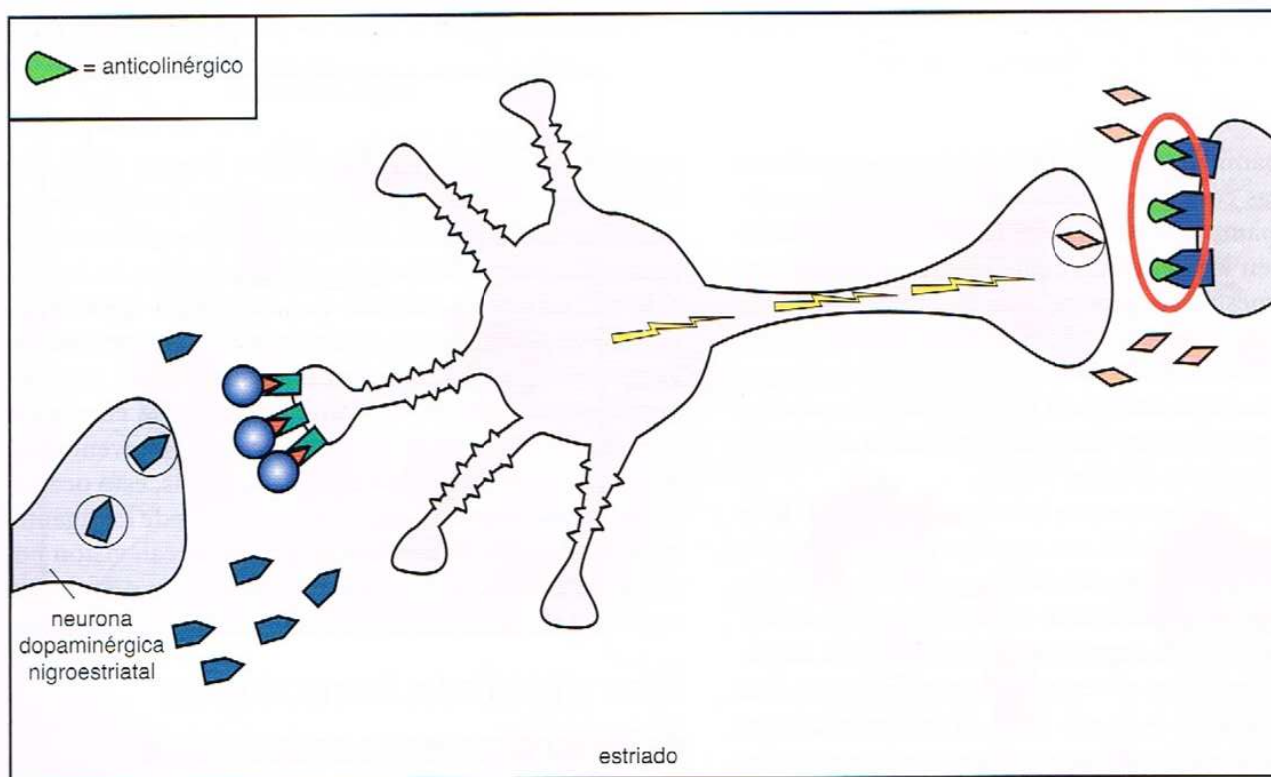 = anticolinérgico
neurona
dopaminérgica
nigroestriatal
estriado